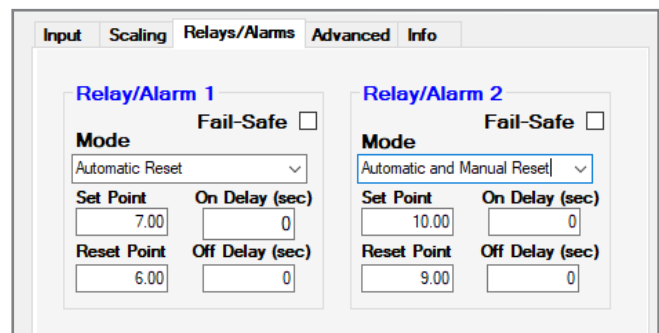 Input Scaling Relays/Alarms Advanced Info
Relay/Alarm 1
Fail-Safe
Mode
Automatic Reset
Set Point On Delay (sec)
7.00 0
Reset Point Off Delay (sec)
6.00 0
Relay/Alarm 2
Fail-Safe
Mode
Automatic and Manual Reset
Set Point On Delay (sec)
10.00 0
Reset Point Off Delay (sec)
9.00 0